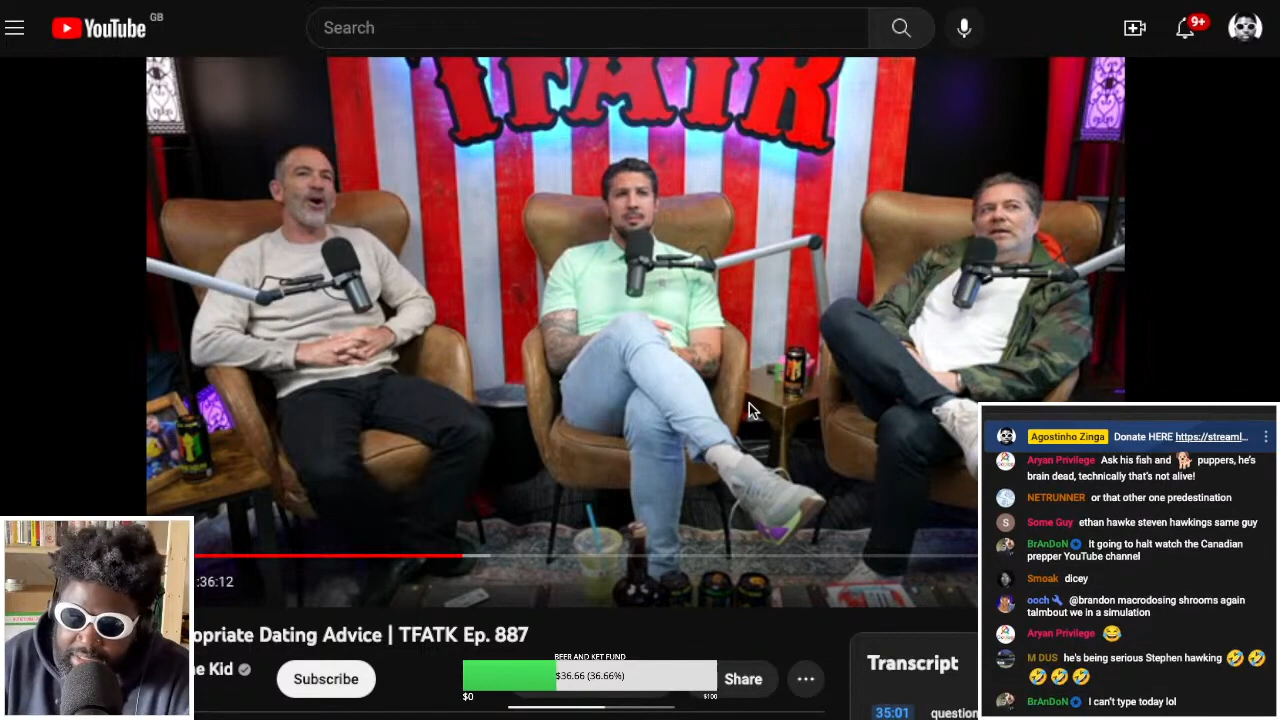 YouTube
GB
Search
9+
TFATK
Agostinho Zinga Donate HERE https://streaml...
Aryan Privilege Ask his fish and puppers, he's
brain dead, technically that's not alive!
NETRUNNER or that other one predestination
S
Some Guy ethan hawke steven hawkings same guy
BrAnDoN It going to halt watch the Canadian
prepper YouTube channel
Smoak dicey
ooch @brandon macrodosing shrooms again
talmbout we in a simulation
Aryan Privilege
M DUS he's being serious Stephen hawking
BrAnDoN I can't type today lol
:36:12
opriate Dating Advice | TFATK Ep. 887
e Kid
Subscribe
BEER AND KET FUND
$36.66 (36.66%)
$0
$100
Share
Transcript
35:01 question